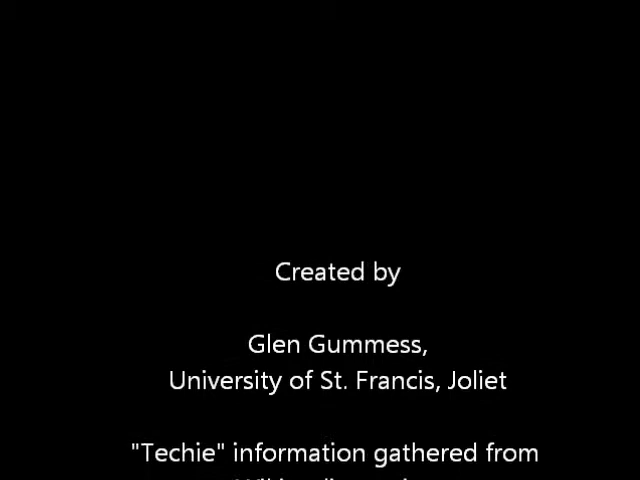 Created by
Glen Gummess,
University of St. Francis, Joliet
"Techie" information gathered from